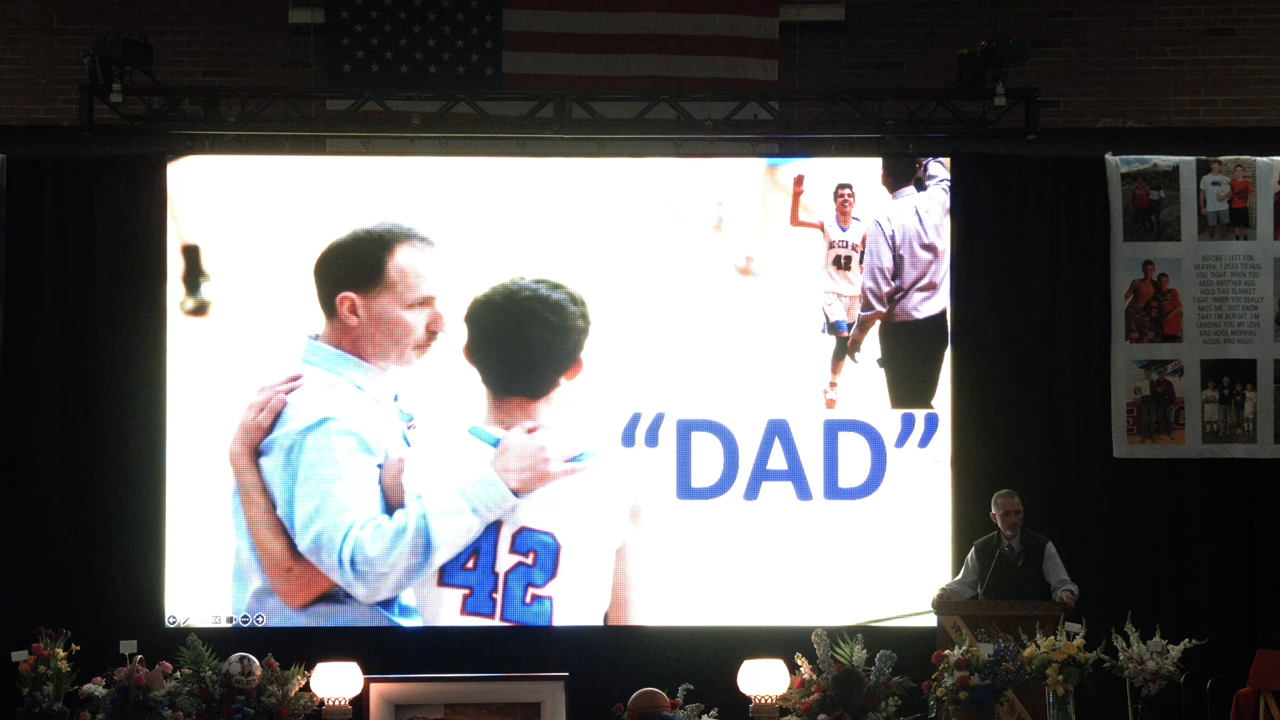 42
“DAD”
42
BEFORE I LEFT FOR
HEAVEN, I USED TO HUG
YOU TIGHT. WHEN YOU
NEED ANOTHER HUG,
HOLD THIS BLANKET
TIGHT. WHEN YOU REALLY
MISS ME, JUST KNOW
THAT I'M ALRIGHT. I'M
SENDING YOU MY LOVE
AND HUGS MORNING,
NOON, AND NIGHT.
SELECT